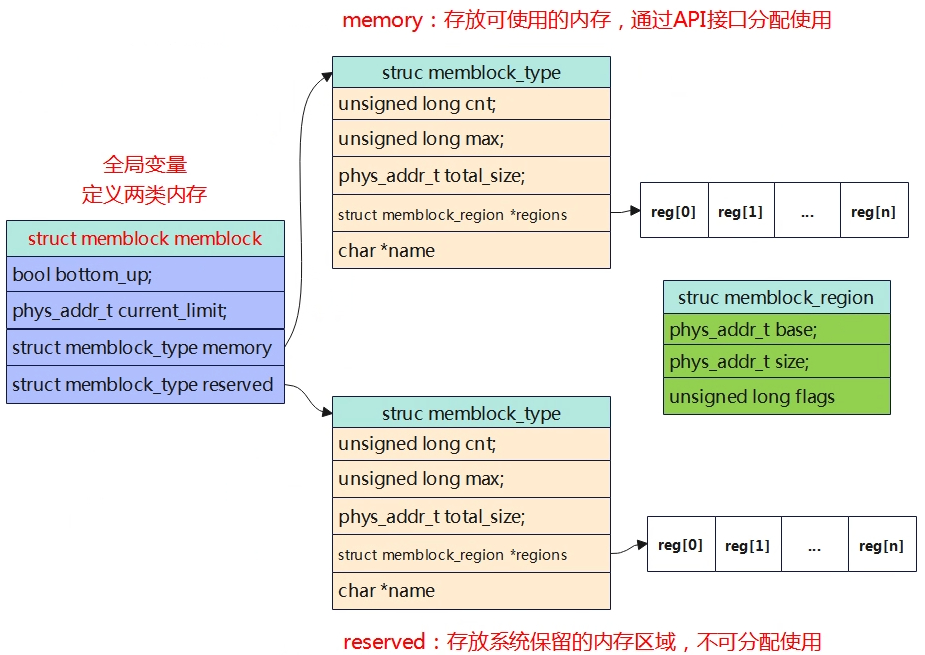 memory：存放可使用的内存，通过API接口分配使用
struc memblock_type
unsigned long cnt;
unsigned long max;
phys_addr_t total_size;
struct memblock_region *regions
char *name
reg[0]
reg[1]
...
reg[n]
全局变量
定义两类内存
struct memblock memblock
bool bottom_up;
phys_addr_t current_limit;
struct memblock_type memory
struct memblock_type reserved
struc memblock_region
phys_addr_t base;
phys_addr_t size;
unsigned long flags
struc memblock_type
unsigned long cnt;
unsigned long max;
phys_addr_t total_size;
struct memblock_region *regions
char *name
reg[0]
reg[1]
...
reg[n]
reserved：存放系统保留的内存区域，不可分配使用